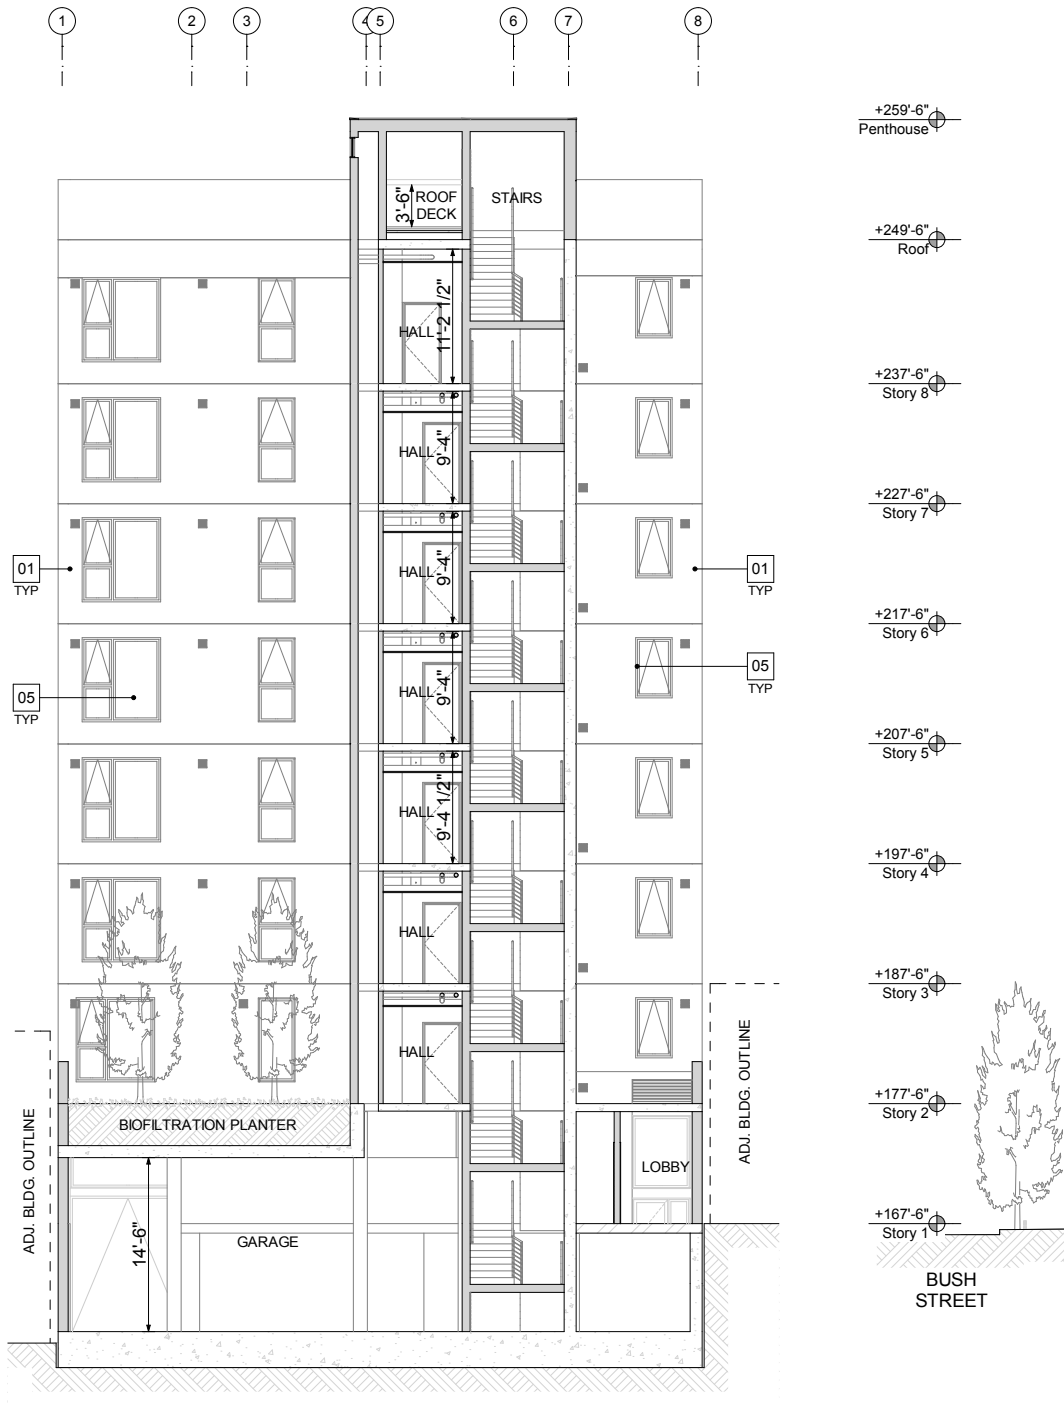 1
2
3
4
5
6
7
8
+259'-6"
Penthouse
3'-6"
ROOF
DECK
STAIRS
+249'-6"
Roof
HALL
11'-2 1/2"
+237'-6"
Story 8
HALL
9'-4"
+227'-6"
Story 7
01
TYP
HALL
9'-4"
01
TYP
+217'-6"
Story 6
05
TYP
HALL
9'-4"
05
TYP
+207'-6"
Story 5
HALL
9'-4 1/2"
+197'-6"
Story 4
HALL
+187'-6"
Story 3
HALL
ADJ. BLDG. OUTLINE
+177'-6"
Story 2
ADJ. BLDG. OUTLINE
BIOFILTRATION PLANTER
LOBBY
14'-6"
GARAGE
+167'-6"
Story 1
BUSH
STREET